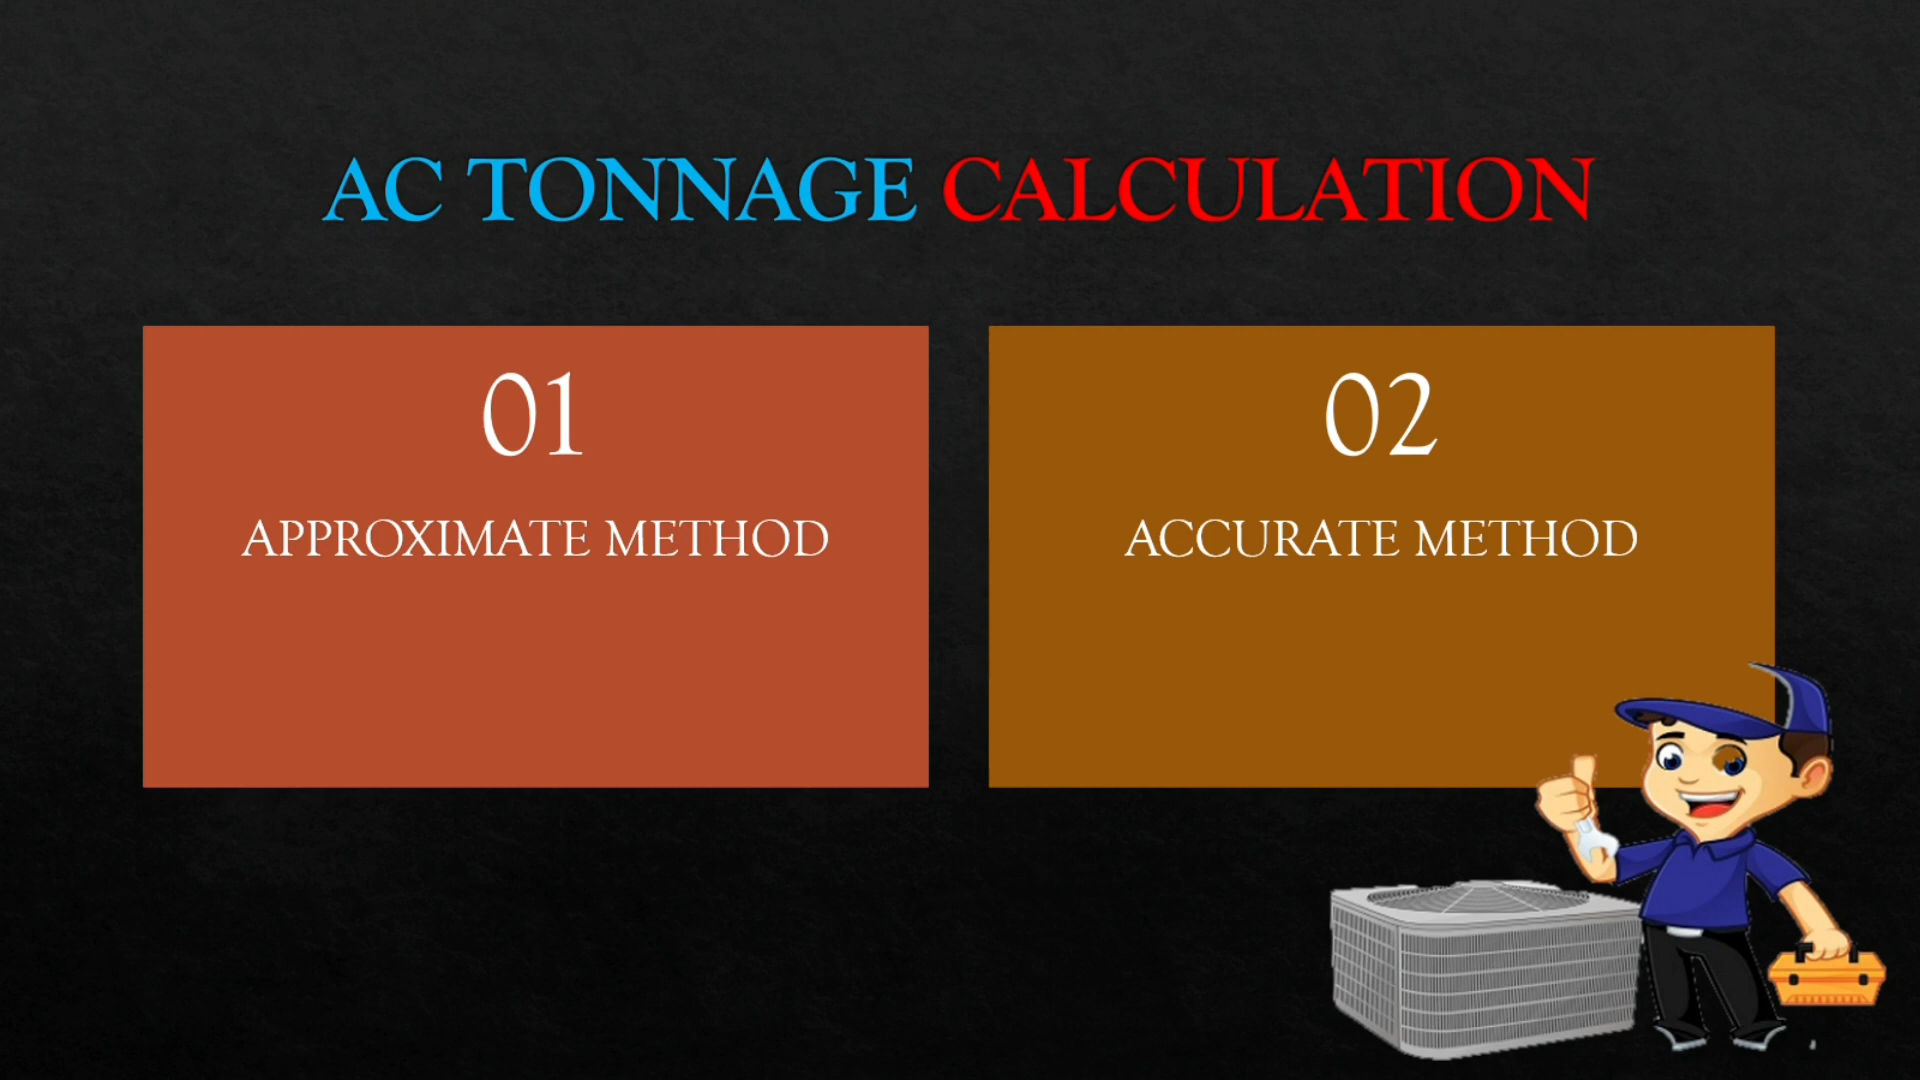 AC TONNAGE CALCULATION
01
APPROXIMATE METHOD
02
ACCURATE METHOD